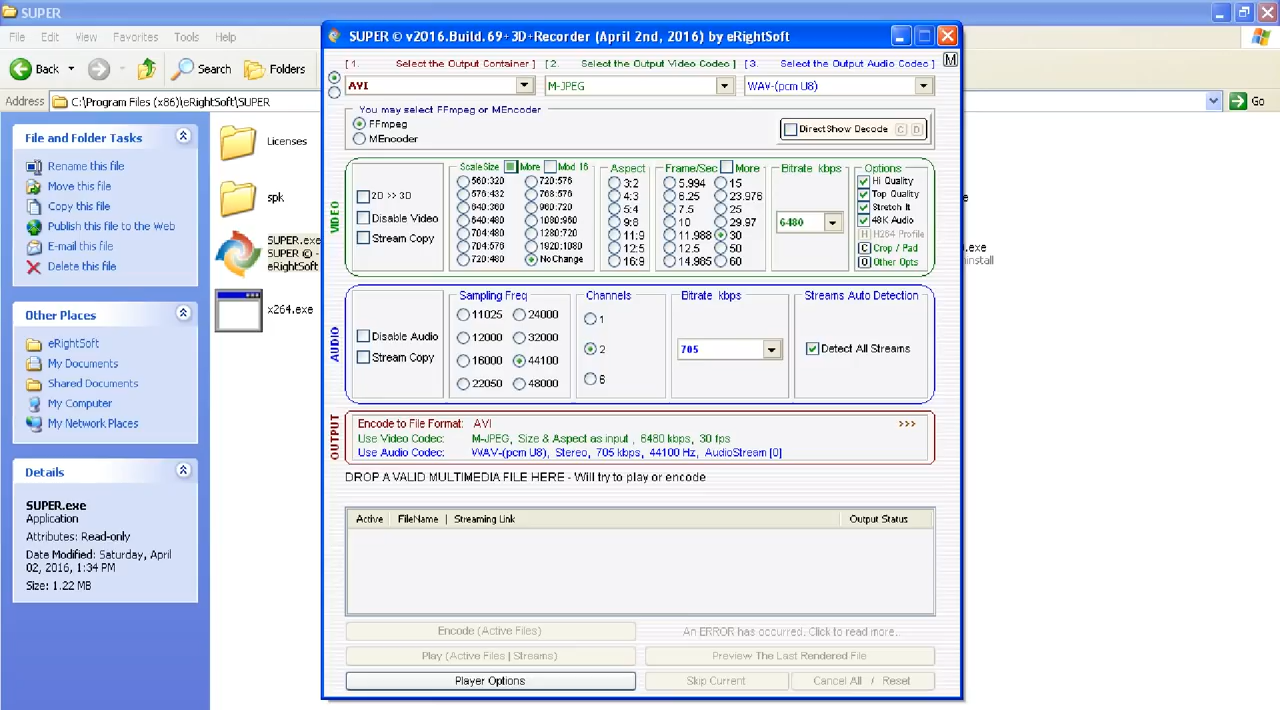 SUPER
File Edit View Favorites Tools Help
Back Search Folders
Address C:\Program Files (x86)\eRightSoft\SUPER Go
File and Folder Tasks
Rename this file
Move this file
Copy this file
Publish this file to the Web
E-mail this file
Delete this file
Other Places
eRightSoft
My Documents
Shared Documents
My Computer
My Network Places
Details
SUPER.exe
Application
Attributes: Read-only
Date Modified: Saturday, April
02, 2016, 1:34 PM
Size: 1.22 MB
Licenses
spk
SUPER.exe
SUPER © -
eRightSoft
x264.exe
SUPER © v2016.Build.69+3D+Recorder (April 2nd, 2016) by eRightSoft
[1. Select the Output Container ] [2. Select the Output Video Codec ] [3. Select the Output Audio Codec ] M
AVI M-JPEG WAV-(pcm U8)
You may select FFmpeg or MEncoder
FFmpeg
MEncoder
DirectShow Decode C D
VIDEO
2D >> 3D
Disable Video
Stream Copy
ScaleSize More Mod 16
560:320 720:576
576:432 768:576
640:360 960:720
640:480 1080:960
704:480 1280:720
704:576 1920:1080
720:480 NoChange
Aspect
3:2
4:3
5:4
9:8
11:9
12:5
16:9
Frame/Sec More
5.994 15
6.25 23.976
7.5 25
10 29.97
11.988 30
12.5 50
14.985 60
Bitrate kbps
6480
Options
Hi Quality
Top Quality
Stretch It
48K Audio
H H264 Profile
C Crop / Pad
O Other Opts
AUDIO
Disable Audio
Stream Copy
Sampling Freq
11025 24000
12000 32000
16000 44100
22050 48000
Channels
1
2
6
Bitrate kbps
705
Streams Auto Detection
Detect All Streams
OUTPUT
Encode to File Format: AVI >>>
Use Video Codec: M-JPEG, Size & Aspect as input , 6480 kbps, 30 fps
Use Audio Codec: WAV-(pcm U8), Stereo, 705 kbps, 44100 Hz, AudioStream [0]
DROP A VALID MULTIMEDIA FILE HERE - Will try to play or encode
Active FileName | Streaming Link Output Status
Encode (Active Files) An ERROR has occurred. Click to read more..
Play (Active Files | Streams) Preview The Last Rendered File
Player Options Skip Current Cancel All / Reset